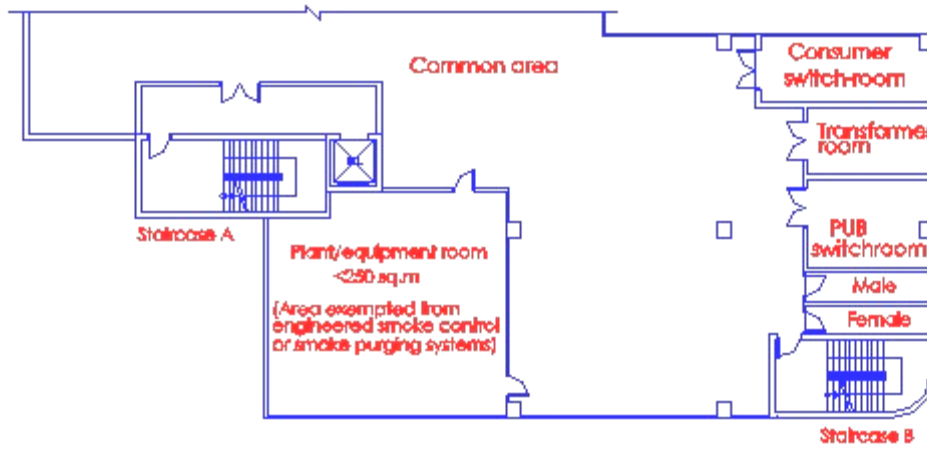 Common area
Consumer
switch-room
Transforme
room
Staircase A
PUB
switchroom
Plant/equipment room
<250 sq.m
(Area exempted from
engineered smoke control
or smoke purging systems)
Male
Female
Staircase B